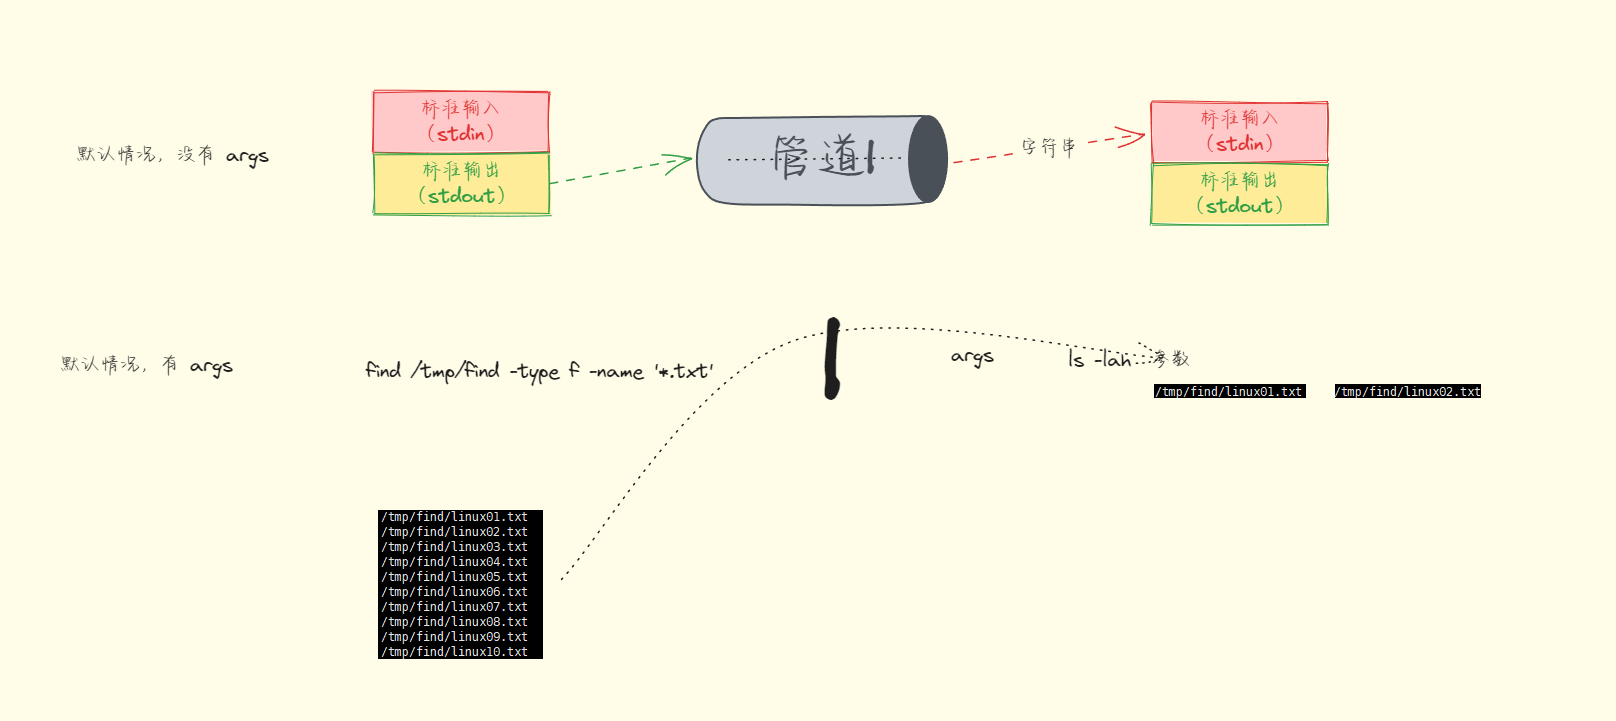 标准输入
(stdin)
标准输出
(stdout)
默认情况, 没有 args
管道
字符串
标准输入
(stdin)
标准输出
(stdout)
默认情况, 有 args
find /tmp/find -type f -name '*.txt'
|
args
ls -lah
参数
/tmp/find/linux01.txt
/tmp/find/linux02.txt
/tmp/find/linux01.txt
/tmp/find/linux02.txt
/tmp/find/linux03.txt
/tmp/find/linux04.txt
/tmp/find/linux05.txt
/tmp/find/linux06.txt
/tmp/find/linux07.txt
/tmp/find/linux08.txt
/tmp/find/linux09.txt
/tmp/find/linux10.txt